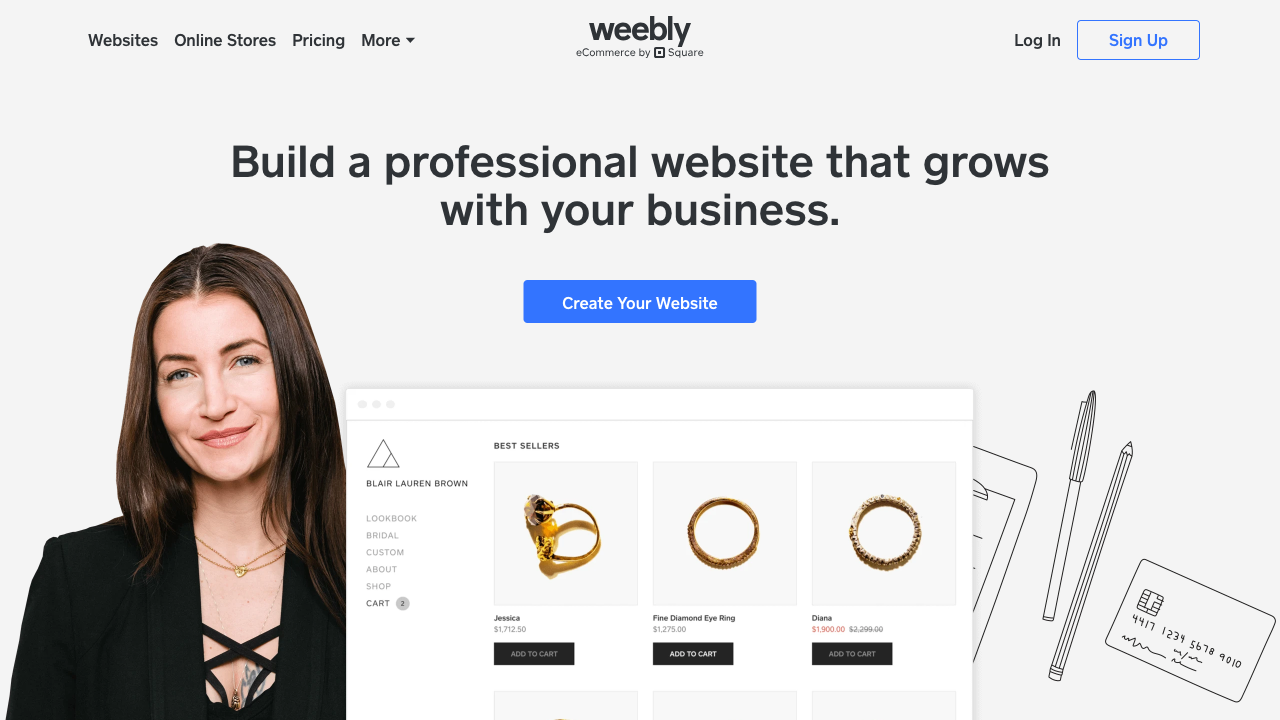 Websites Online Stores Pricing More
weebly
eCommerce by Square
Log In Sign Up
Build a professional website that grows
with your business.
Create Your Website
BLAIR LAUREN BROWN
LOOKBOOK
BRIDAL
CUSTOM
ABOUT
SHOP
CART 2
BEST SELLERS
Jessica
$1,712.50
ADD TO CART
Fine Diamond Eye Ring
$1,275.00
ADD TO CART
Diana
$1,900.00 $2,299.00
ADD TO CART
4417 1234 5678 9010